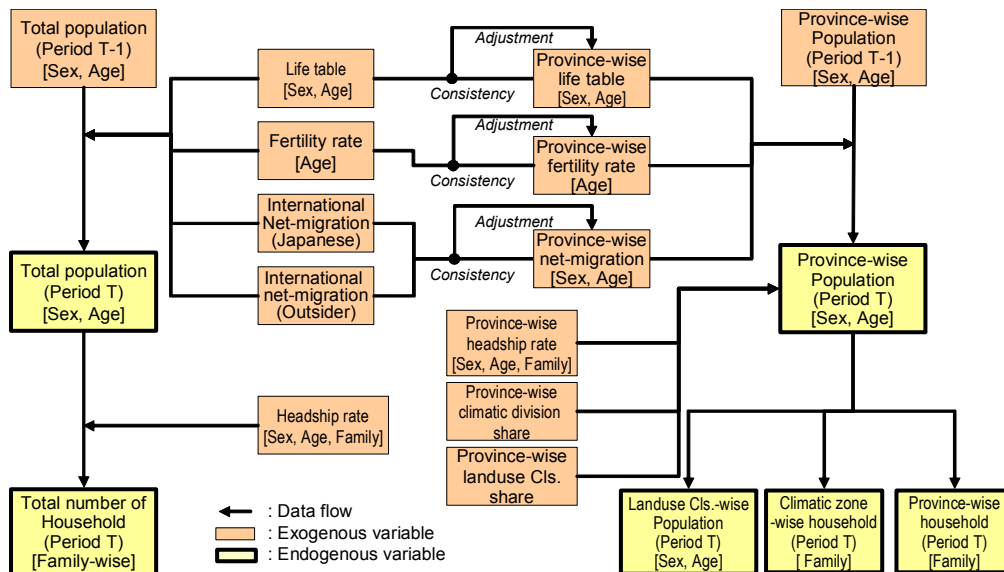 Total population
(Period T-1)
[Sex, Age]
Life table
[Sex, Age]
Adjustment
Consistency
Province-wise
life table
[Sex, Age]
Province-wise
Population
(Period T-1)
[Sex, Age]
Fertility rate
[Age]
Adjustment
Consistency
Province-wise
fertility rate
[Age]
International
Net-migration
(Japanese)
International
net-migration
(Outsider)
Adjustment
Consistency
Province-wise
net-migration
[Sex, Age]
Total population
(Period T)
[Sex, Age]
Province-wise
Population
(Period T)
[Sex, Age]
Province-wise
headship rate
[Sex, Age, Family]
Province-wise
climatic division
share
Province-wise
landuse Cls.
share
Headship rate
[Sex, Age, Family]
Total number of
Household
(Period T)
[Family-wise]
: Data flow
: Exogenous variable
: Endogenous variable
Landuse Cls.-wise
Population
(Period T)
[Sex, Age]
Climatic zone
-wise household
(Period T)
[ Family]
Province-wise
household
(Period T)
[Family]